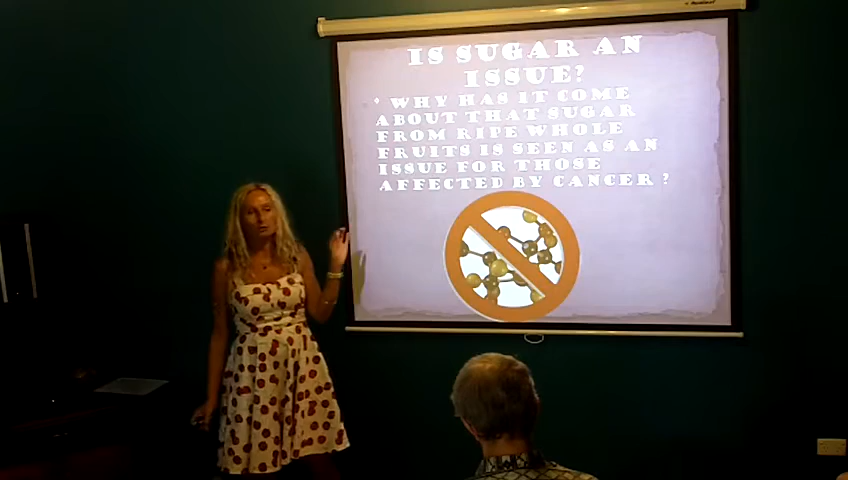 IS SUGAR AN
ISSUE?
• WHY HAS IT COME
ABOUT THAT SUGAR
FROM RIPE WHOLE
FRUITS IS SEEN AS AN
ISSUE FOR THOSE
AFFECTED BY CANCER ?